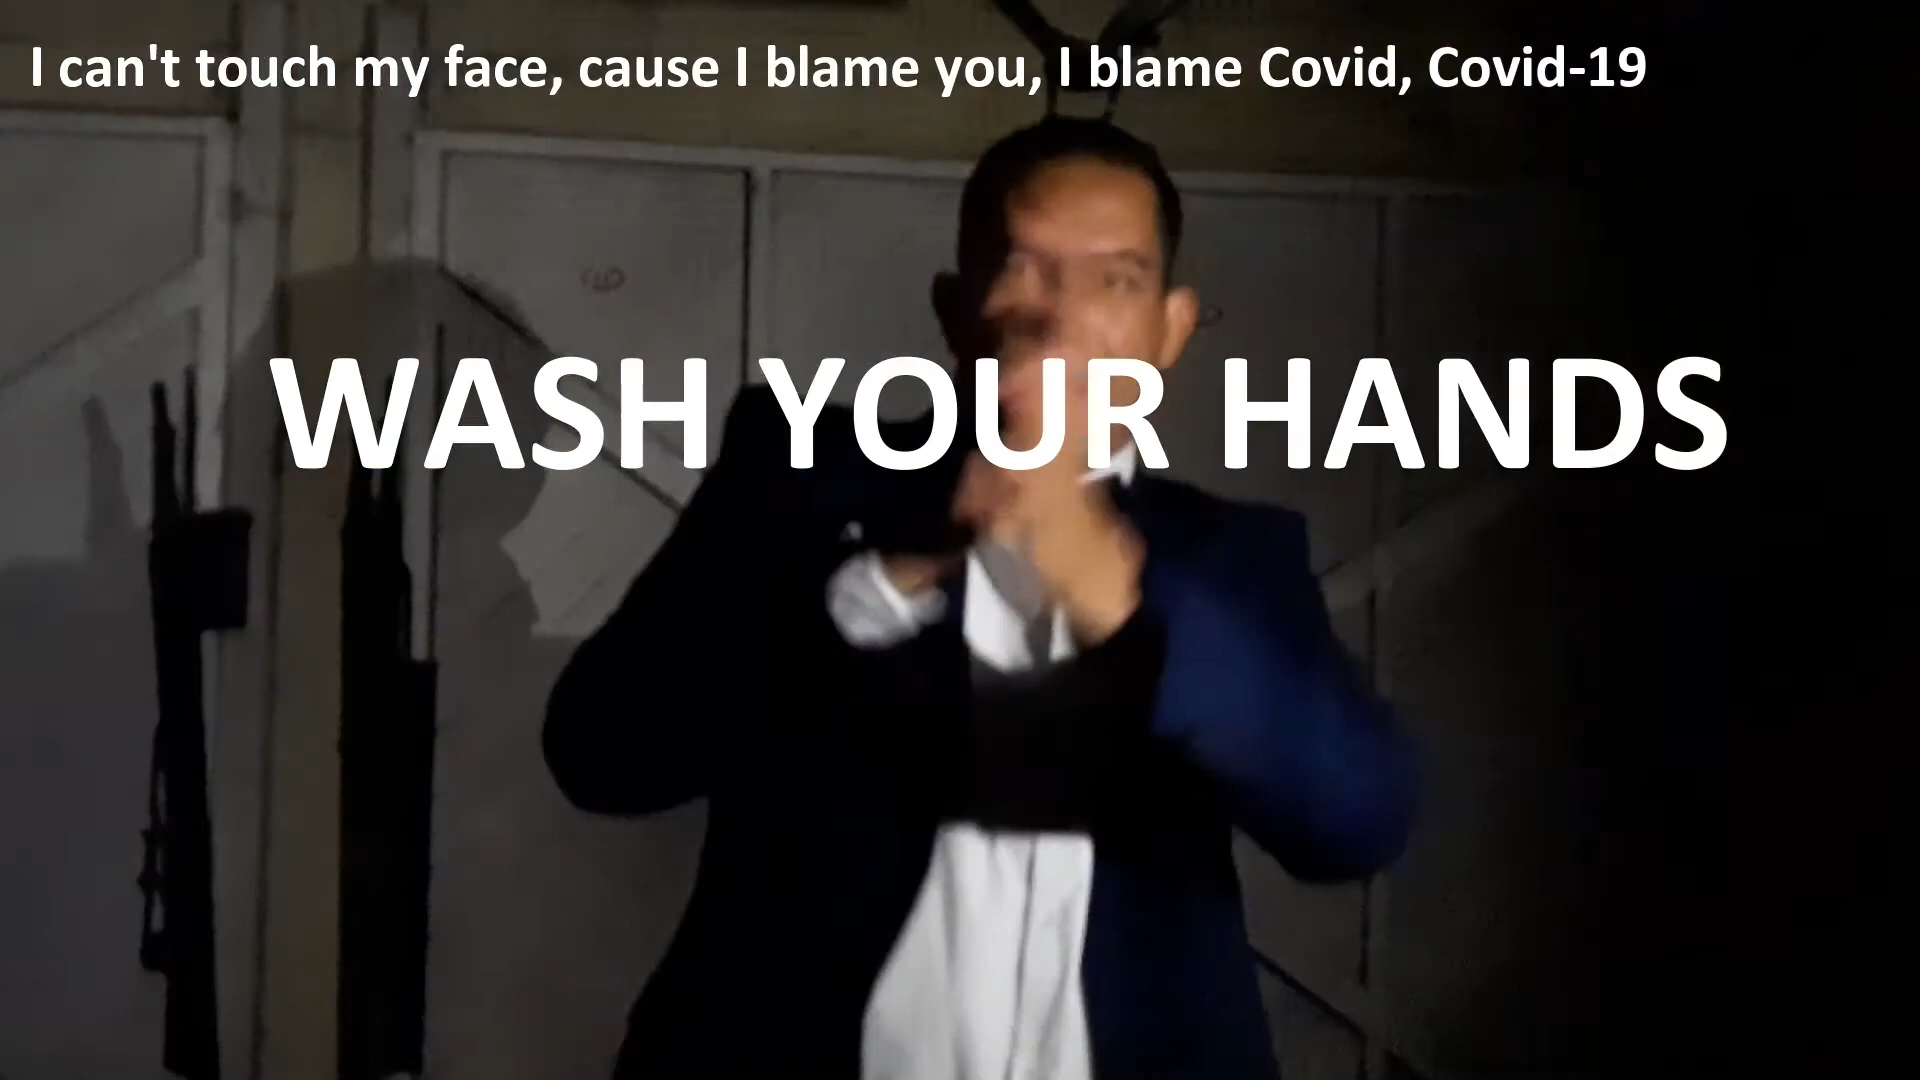 I can't touch my face, cause I blame you, I blame Covid, Covid-19
WASH YOUR HANDS